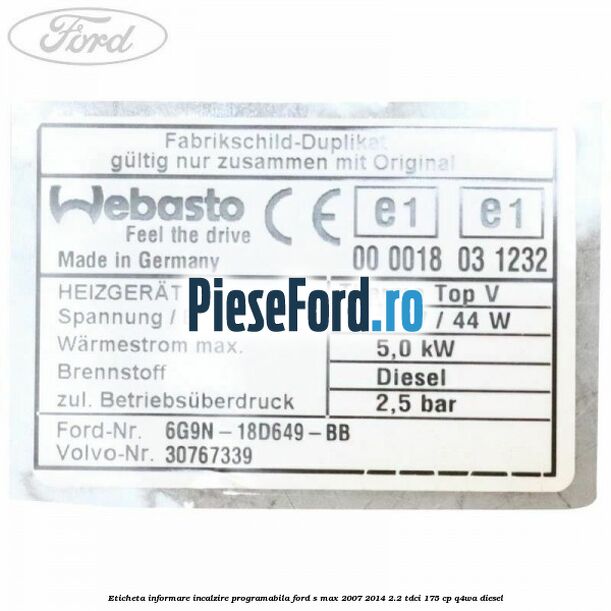 Ford
Fabrikschild-Duplikat
gültig nur zusammen mit Original
Webasto
Feel the drive
Made in Germany
CE
e1 e1
00 0018 03 1232
HEIZGERÄT Top V
Spannung / / 44 W
PieseFord.ro
Wärmestrom max. 5,0 kW
Brennstoff Diesel
zul. Betriebsüberdruck 2,5 bar
Ford-Nr. 6G9N-18D649-BB
Volvo-Nr. 30767339
Eticheta informare incalzire programabila ford s max 2007 2014 2.2 tdci 175 cp q4wa diesel